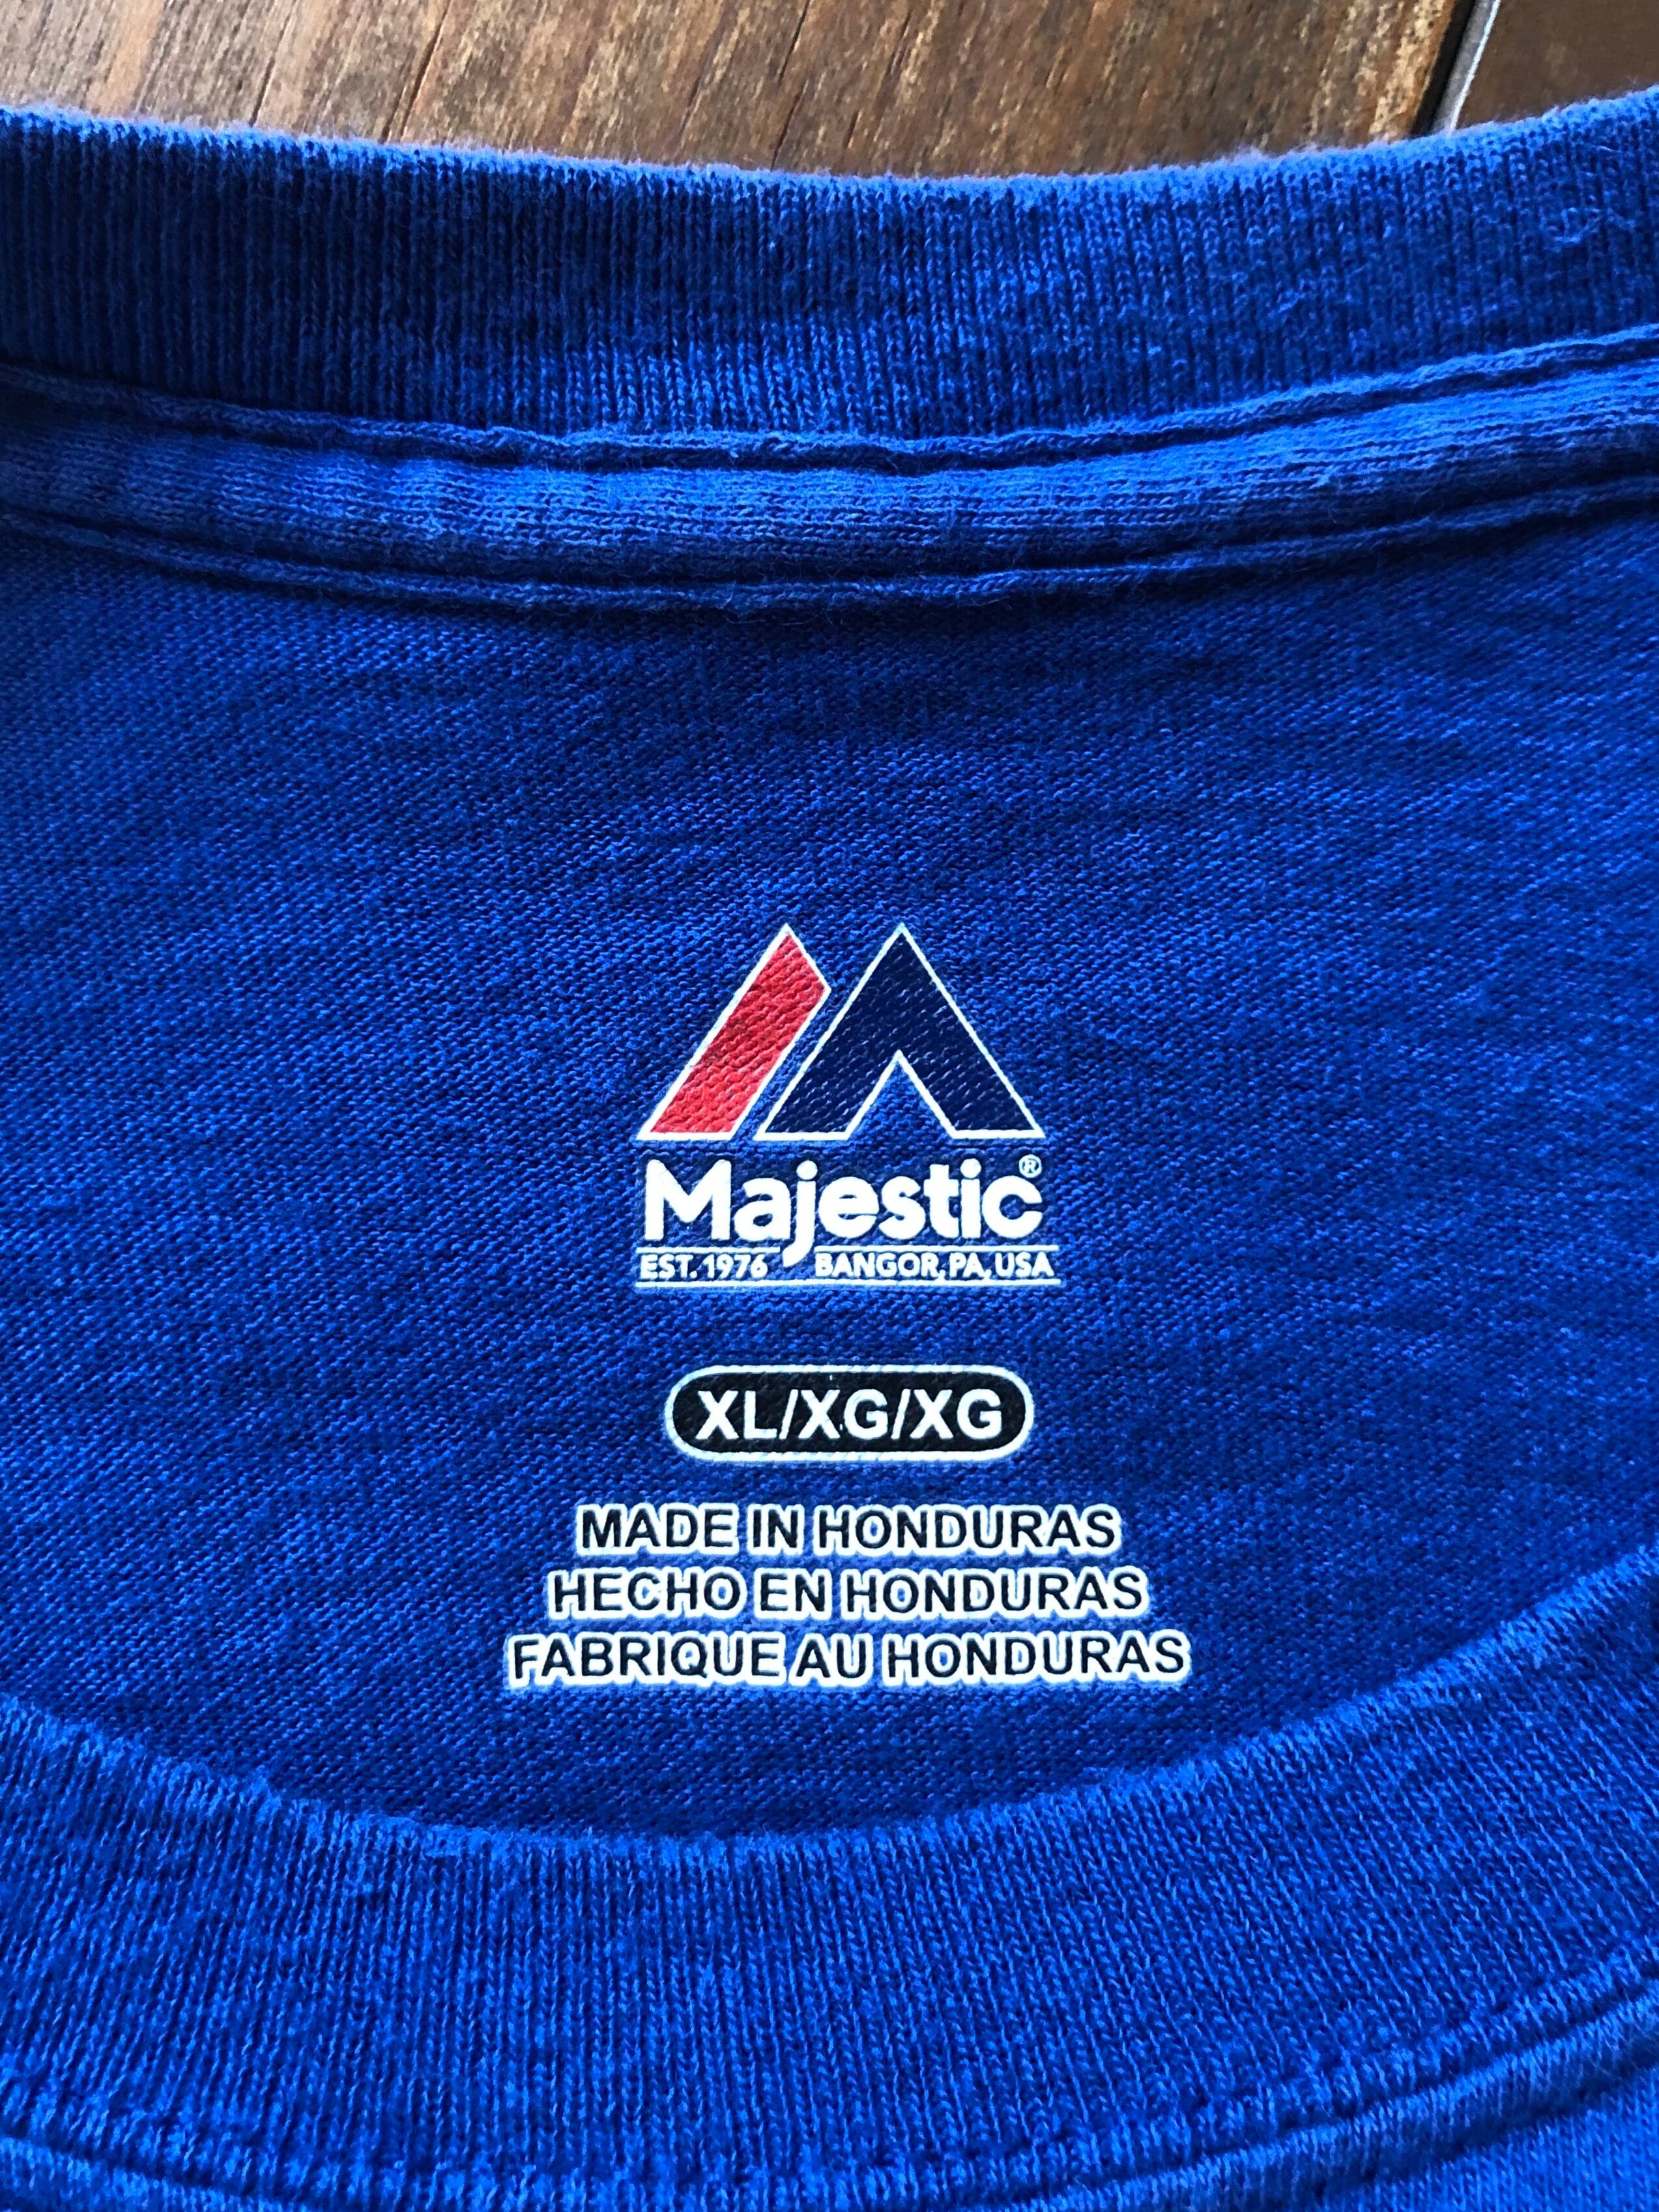 Majestic®
EST. 1976 BANGOR, PA, USA
XL/XG/XG
MADE IN HONDURAS
HECHO EN HONDURAS
FABRIQUE AU HONDURAS